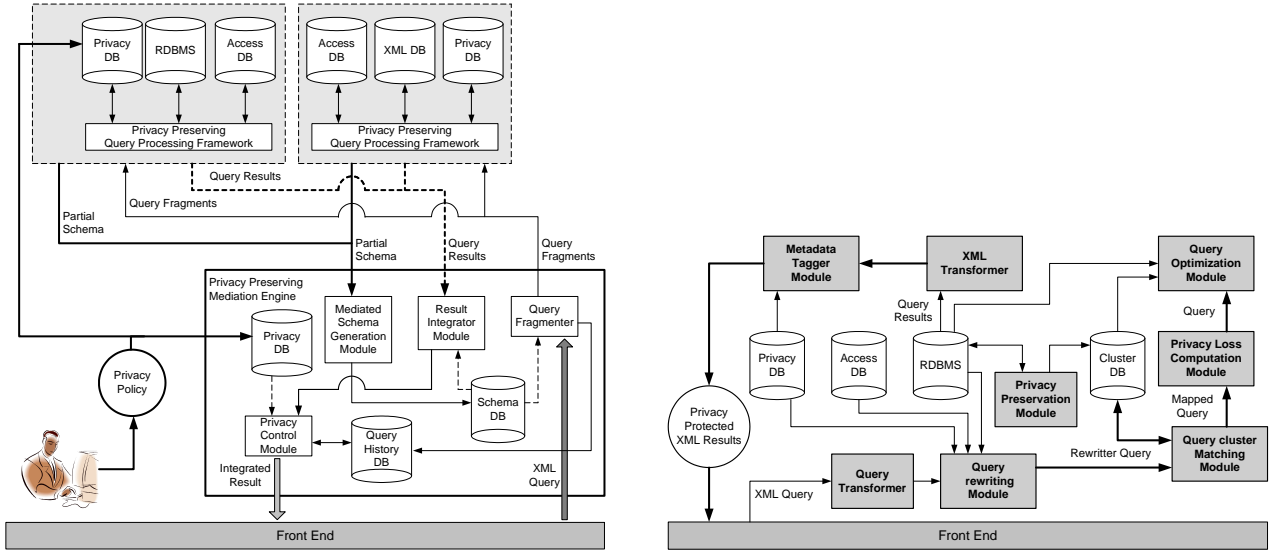 Privacy
DB
RDBMS
Access
DB
Privacy Preserving
Query Processing Framework
Access
DB
XML DB
Privacy
DB
Privacy Preserving
Query Processing Framework
Query Results
Query Fragments
Partial
Schema
Partial
Schema
Query
Results
Query
Fragments
Privacy Preserving
Mediation Engine
Privacy
DB
Mediated
Schema
Generation
Module
Result
Integrator
Module
Query
Fragmenter
Privacy
Policy
Schema
DB
Privacy
Control
Module
Query
History
DB
Integrated
Result
XML
Query
Front End
Metadata
Tagger
Module
XML
Transformer
Query
Optimization
Module
Query
Results
Query
Privacy
DB
Access
DB
RDBMS
Cluster
DB
Privacy Loss
Computation
Module
Privacy
Preservation
Module
Mapped
Query
Privacy
Protected
XML Results
Query cluster
Matching
Module
Rewritter Query
Query
Transformer
Query
rewriting
Module
XML Query
Front End